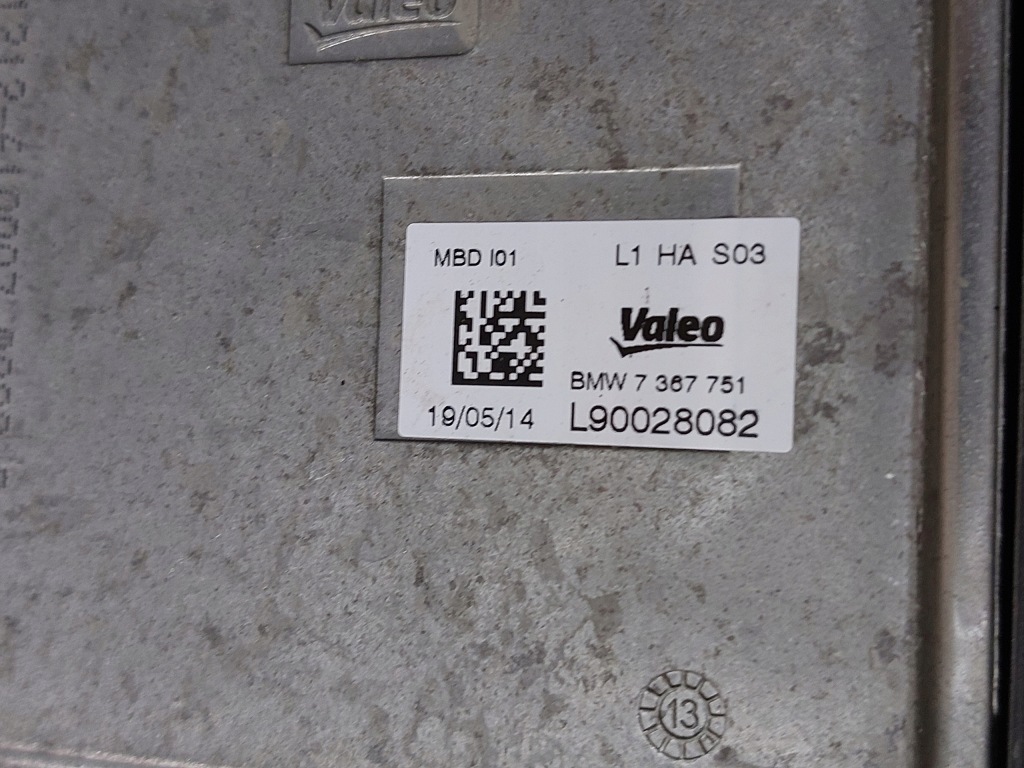 Valeo
MBD I01
L1 HA S03
Valeo
BMW 7 367 751
19/05/14
L90028082
13